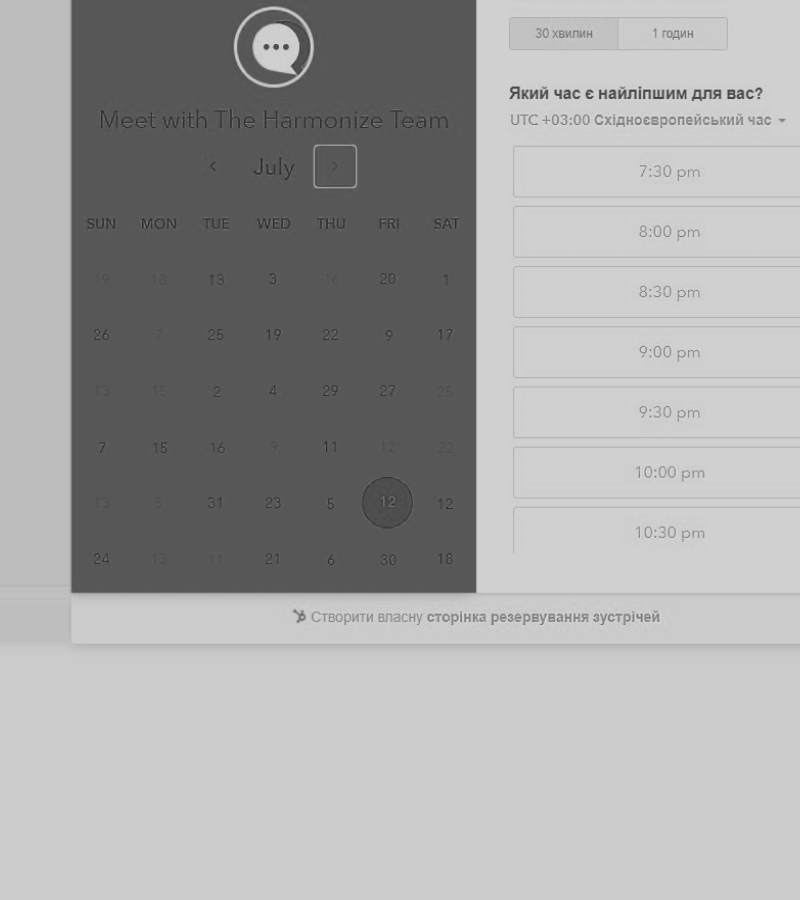 Meet with The Harmonize Team
July
SUN MON TUE WED THU FRI SAT
19 18 13 3 16 20 1
26 7 25 19 22 9 17
13 15 2 4 29 27 25
7 15 16 9 11 12 22
13 5 31 23 5 12 12
24 13 11 21 6 30 18
30 хвилин 1 годин
Який час є найліпшим для вас?
UTC +03:00 Східноєвропейський час
7:30 pm
8:00 pm
8:30 pm
9:00 pm
9:30 pm
10:00 pm
10:30 pm
Створити власну сторінка резервування зустрічей